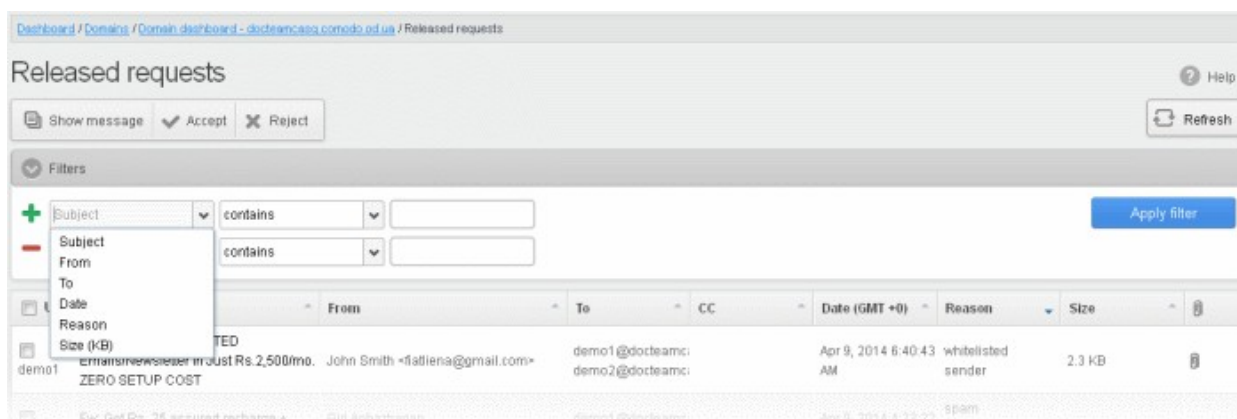 Dashboard / Domains / Domain dashboard - docteamcasg.comodo.od.ua / Released requests
Released requests
Help
Show message Accept Reject
Refresh
Filters
Subject contains
Apply filter
contains
Subject
From
To
Date
Reason
Size (KB)
From To CC Date (GMT +0) Reason Size
TED
Emails/Newsletter in Just Rs.2,500/mo.
ZERO SETUP COST
demo1
John Smith <flatliena@gmail.com>
demo1@docteamc
demo2@docteamc
Apr 9, 2014 6:40:43
AM
whitelisted
sender
2.3 KB
spam